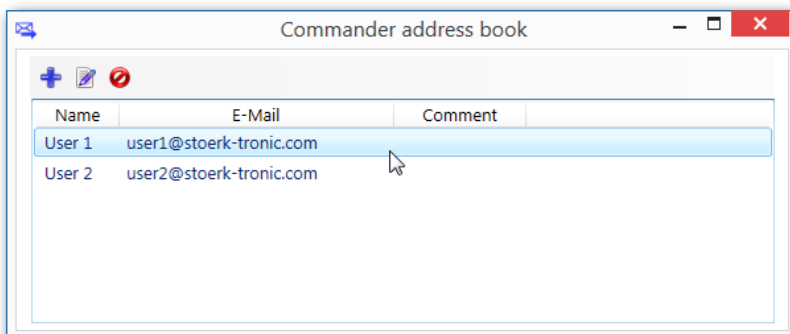 Commander address book
Name E-Mail Comment
User 1 user1@stoerk-tronic.com
User 2 user2@stoerk-tronic.com